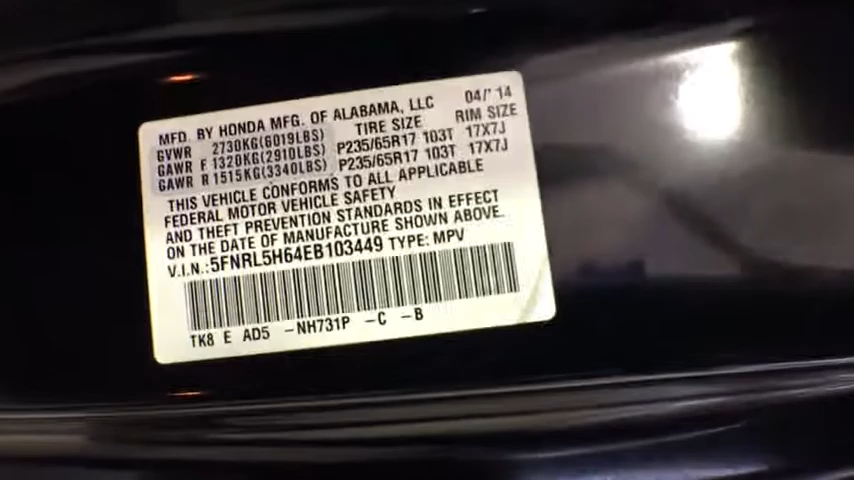 MFD. BY HONDA MFG. OF ALABAMA, LLC 04/'14
GVWR 2730KG(6019LBS) TIRE SIZE RIM SIZE
GAWR F 1320KG(2910LBS) P235/65R17 103T 17X7J
GAWR R 1515KG(3340LBS) P235/65R17 103T 17X7J
THIS VEHICLE CONFORMS TO ALL APPLICABLE
FEDERAL MOTOR VEHICLE SAFETY
AND THEFT PREVENTION STANDARDS IN EFFECT
ON THE DATE OF MANUFACTURE SHOWN ABOVE.
V.I.N.:5FNRL5H64EB103449 TYPE: MPV
TK8 E AD5 -NH731P -C -B